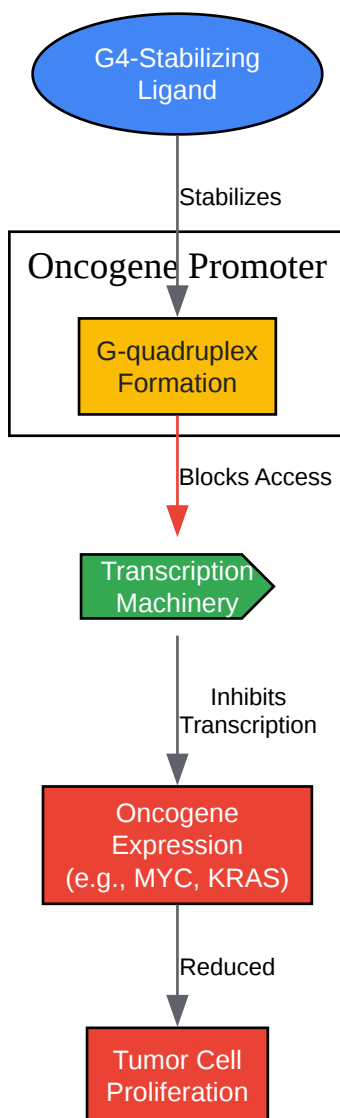 G4-Stabilizing
Ligand
Stabilizes
Oncogene Promoter
G-quadruplex
Formation
Blocks Access
Transcription
Machinery
Inhibits
Transcription
Oncogene
Expression
(e.g., MYC, KRAS)
Reduced
Tumor Cell
Proliferation